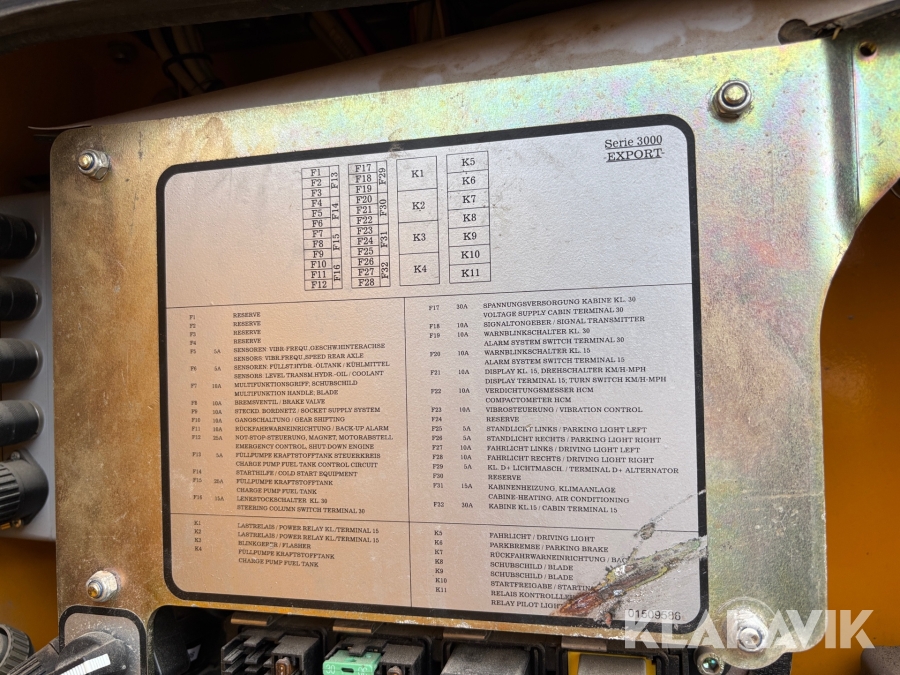 Serie 3000
-EXPORT-
F1
F2
F3
F4
F5
F6
F7
F8
F9
F10
F11
F12
F13
F14
F15
F16
F17
F18
F19
F20
F21
F22
F23
F24
F25
F26
F27
F28
F29
F30
F31
F32
K1
K2
K3
K4
K5
K6
K7
K8
K9
K10
K11
F1 RESERVE
F2 RESERVE
F3 RESERVE
F4 RESERVE
F5 5A SENSOREN: VIBR-FREQU.,GESCHW.HINTERACHSE
SENSORS: VIBR.FREQU.,SPEED REAR AXLE
F6 5A SENSOREN: FÜLLST.HYDR.-ÖLTANK / KÜHLMITTEL
SENSORS: LEVEL TRANSM.HYDR.-OIL / COOLANT
F7 10A MULTIFUNKTIONSGRIFF; SCHUBSCHILD
MULTIFUNKTION HANDLE; BLADE
F8 10A BREMSVENTIL / BRAKE VALVE
F9 10A STECKD. BORDNETZ / SOCKET SUPPLY SYSTEM
F10 10A GANGSCHALTUNG / GEAR SHIFTING
F11 10A RÜCKFAHRWARNEINRICHTUNG / BACK-UP ALARM
F12 25A NOT-STOP-STEUERUNG, MAGNET, MOTORABSTELL
EMERGENCY CONTROL, SHUT-DOWN ENGINE
F13 5A FÜLLPUMPE KRAFTSTOFFTANK STEUERKREIS
CHARGE PUMP FUEL TANK CONTROL CIRCUIT
F14 STARTHILFE / COLD START EQUIPMENT
F15 25A FÜLLPUMPE KRAFTSTOFFTANK
CHARGE PUMP FUEL TANK
F16 15A LENKSTOCKSCHALTER KL. 30
STEERING COLUMN SWITCH TERMINAL 30
F17 30A SPANNUNGSVERSORGUNG KABINE KL. 30
VOLTAGE SUPPLY CABIN TERMINAL 30
F18 10A SIGNALTONGEBER / SIGNAL TRANSMITTER
F19 10A WARNBLINKSCHALTER KL. 30
ALARM SYSTEM SWITCH TERMINAL 30
F20 10A WARNBLINKSCHALTER KL. 15
ALARM SYSTEM SWITCH TERMINAL 15
F21 10A DISPLAY KL. 15, DREHSCHALTER KM/H-MPH
DISPLAY TERMINAL 15; TURN SWITCH KM/H-MPH
F22 10A VERDICHTUNGSMESSER HCM
COMPACTOMETER HCM
F23 10A VIBROSTEUERUNG / VIBRATION CONTROL
F24 RESERVE
F25 5A STANDLICHT LINKS / PARKING LIGHT LEFT
F26 5A STANDLICHT RECHTS / PARKING LIGHT RIGHT
F27 10A FAHRLICHT LINKS / DRIVING LIGHT LEFT
F28 10A FAHRLICHT RECHTS / DRIVING LIGHT RIGHT
F29 5A KL. D+ LICHTMASCH. / TERMINAL D+ ALTERNATOR
F30 RESERVE
F31 15A KABINENHEIZUNG, KLIMAANLAGE
CABINE-HEATING, AIR CONDITIONING
F32 30A KABINE KL.15 / CABIN TERMINAL 15
K1 LASTRELAIS / POWER RELAY KL./TERMINAL 15
K2 LASTRELAIS / POWER RELAY KL./TERMINAL 15
K3 BLINKGEBER / FLASHER
K4 FÜLLPUMPE KRAFTSTOFFTANK
CHARGE PUMP FUEL TANK
K5 FAHRLICHT / DRIVING LIGHT
K6 PARKBREMSE / PARKING BRAKE
K7 RÜCKFAHRWARNEINRICHTUNG /
K8 SCHUBSCHILD / BLADE
K9 SCHUBSCHILD / BLADE
K10 STARTFREIGABE /
K11 RELAIS
RELAY PILOT
01509586
KLARAVIK